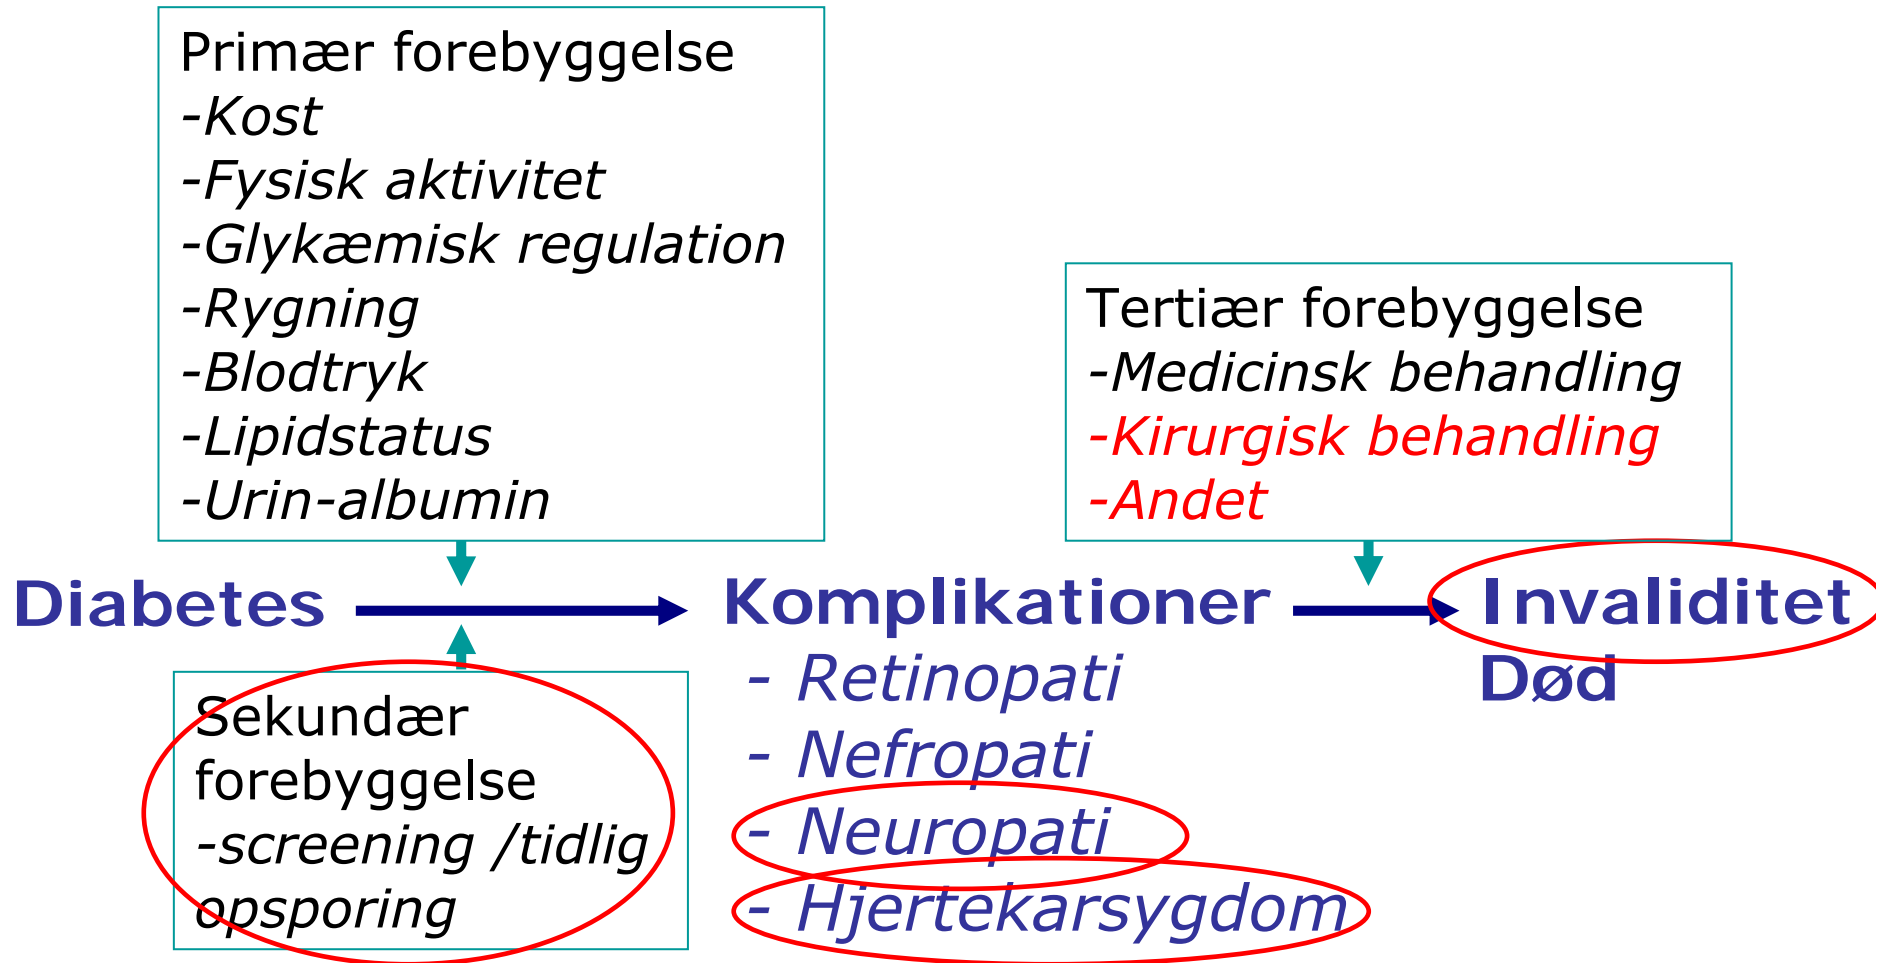 Primær forebyggelse
-Kost
-Fysisk aktivitet
-Glykæmisk regulation
-Rygning
-Blodtryk
-Lipidstatus
-Urin-albumin
Tertiær forebyggelse
-Medicinsk behandling
-Kirurgisk behandling
-Andet
Diabetes
Komplikationer
- Retinopati
- Nefropati
- Neuropati
- Hjertekarsygdom
Invaliditet
Død
Sekundær
forebyggelse
-screening /tidlig
opsporing